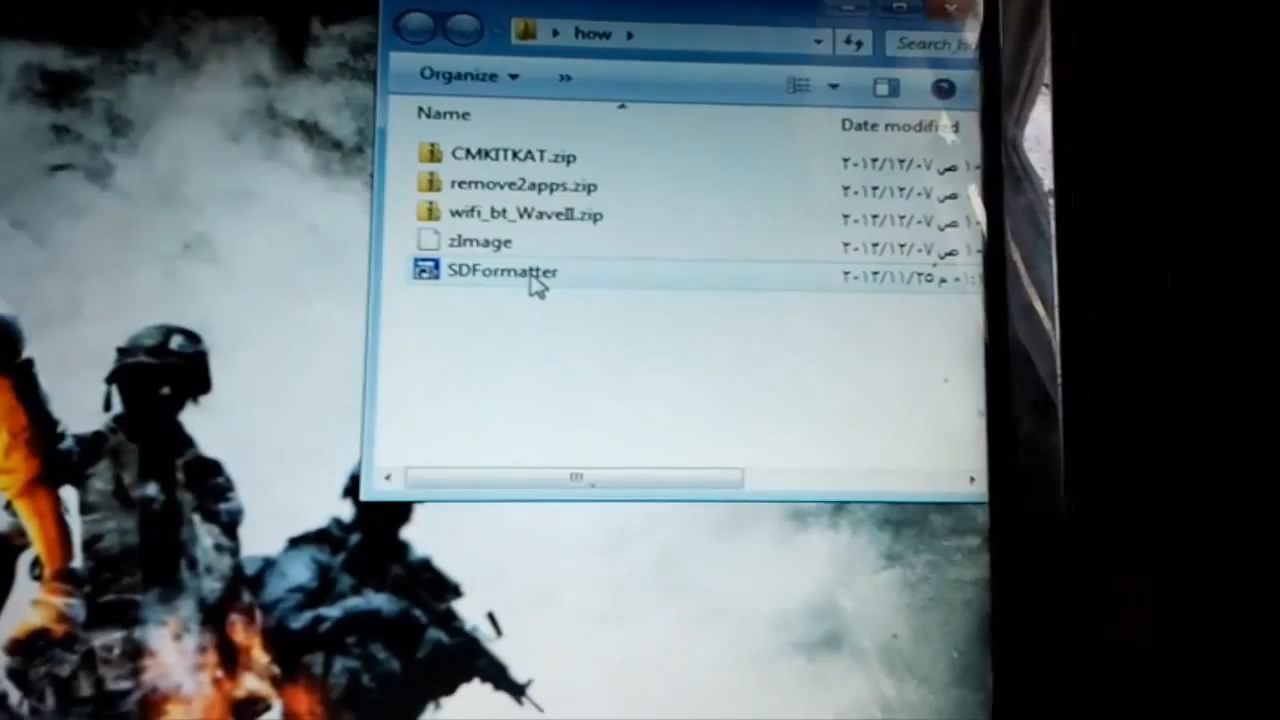 how
Search
Organize »
Name Date modified
CMKITKAT.zip ٢٠١٣/١٢/٠٧ ص
remove2apps.zip ٢٠١٣/١٢/٠٧ ص
wifi_bt_WaveII.zip ٢٠١٣/١٢/٠٧ ص
zImage ٢٠١٣/١٢/٠٧ ص
SDFormatter ٢٠١٣/١١/٢٥ م